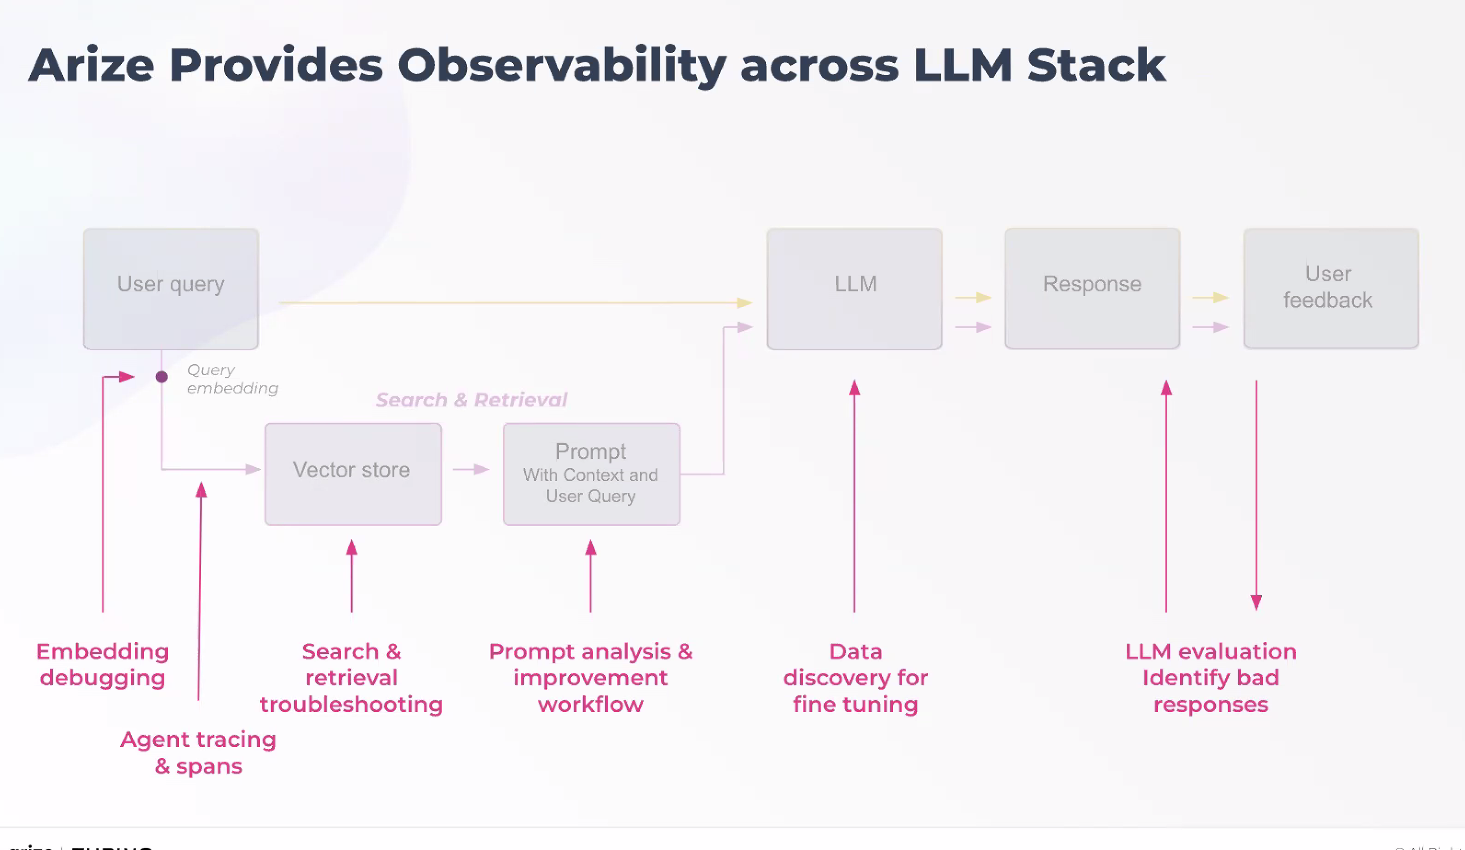 Arize Provides Observability across LLM Stack
User query
LLM
Response
User
feedback
Query
embedding
Search & Retrieval
Vector store
Prompt
With Context and
User Query
Embedding
debugging
Search &
retrieval
troubleshooting
Prompt analysis &
improvement
workflow
Data
discovery for
fine tuning
LLM evaluation
Identify bad
responses
Agent tracing
& spans